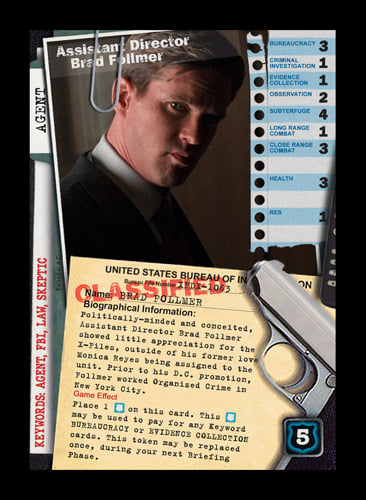 Assistant Director
Brad Follmer
AGENT
KEYWORDS: AGENT, FBI, LAW, SKEPTIC
BUREAUCRACY 3
CRIMINAL INVESTIGATION 1
EVIDENCE COLLECTION 1
OBSERVATION 2
SUBTERFUGE 4
LONG RANGE COMBAT 1
CLOSE RANGE COMBAT 3
HEALTH 3
RES 1
UNITED STATES BUREAU OF IN ON
Bureau File Number XFDX-1063
CLASSIFIED
Name: BRAD FOLLMER
Biographical Information:
Politically-minded and conceited,
Assistant Director Brad Follmer
showed little appreciation for the
X-Files, outside of his former love
Monica Reyes being assigned to the
unit. Prior to his D.C. promotion,
Follmer worked Organized Crime in
New York City.
Game Effect
Place 1 on this card. This
may be used to pay for any Keyword
BUREAUCRACY or EVIDENCE COLLECTION
cards. This token may be replaced
once, during your next Briefing
Phase.
5